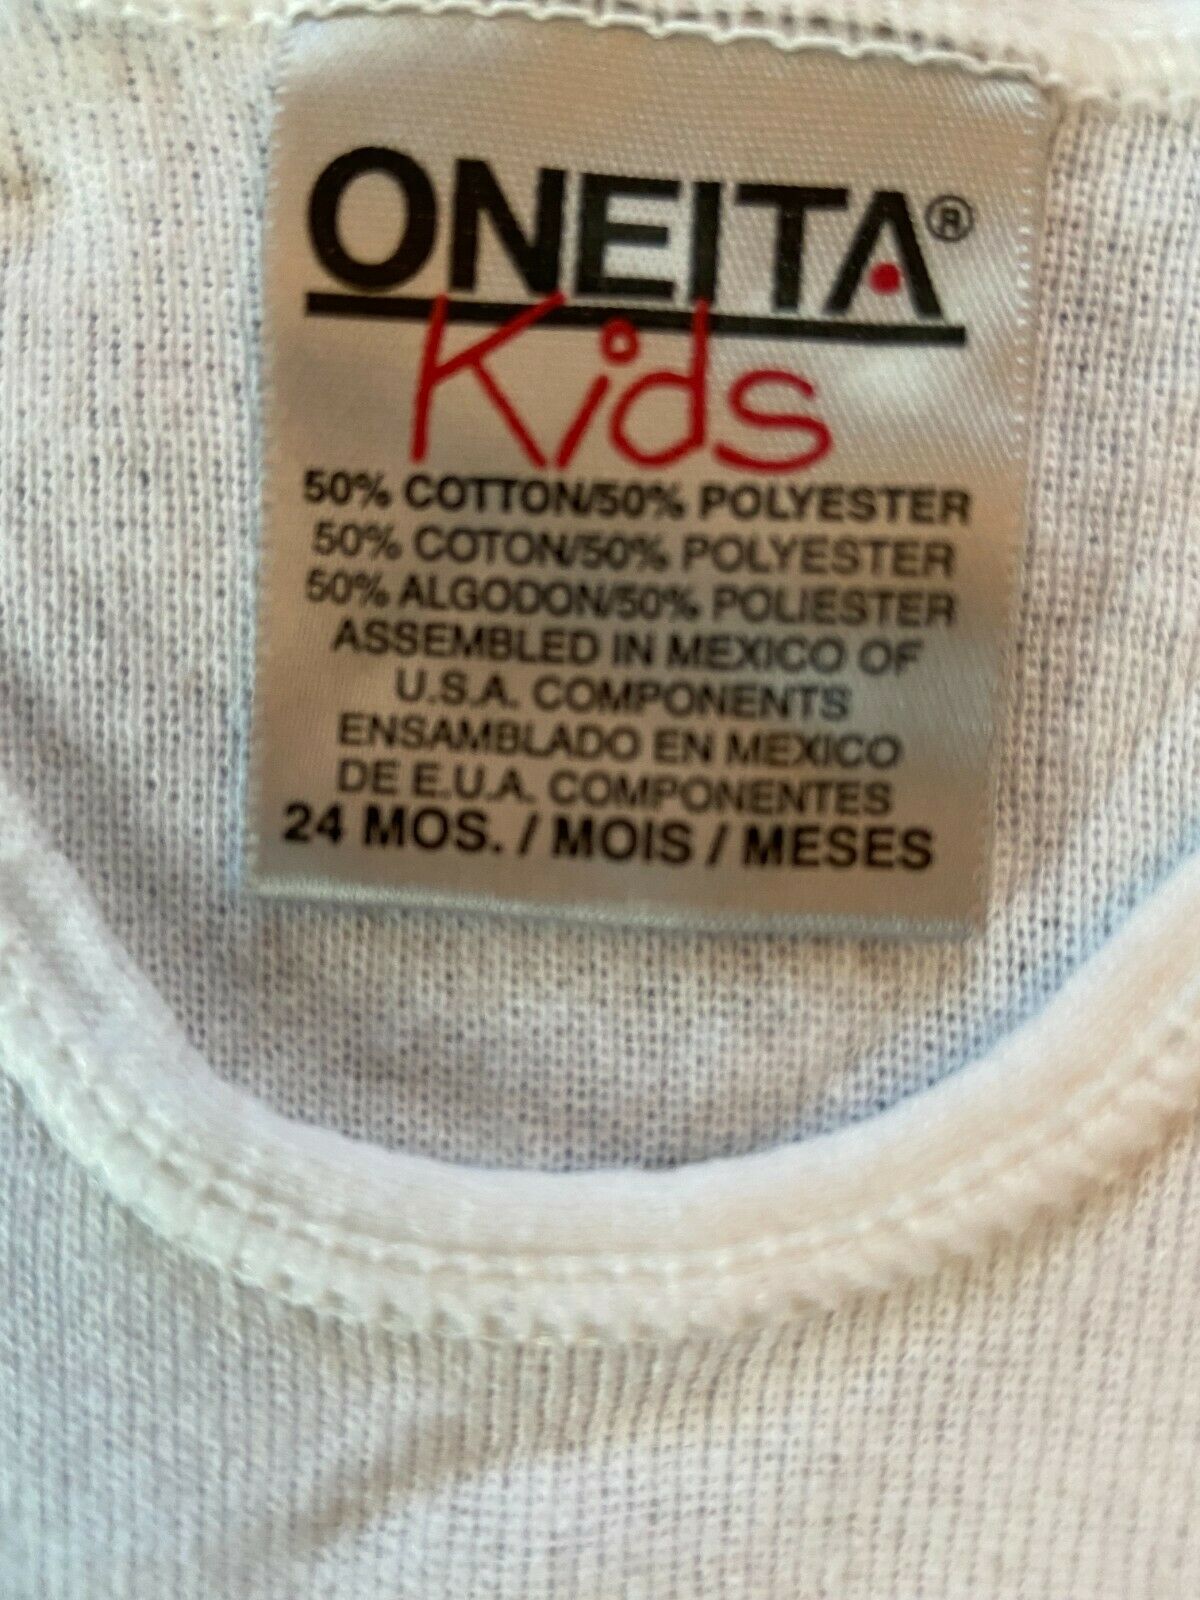 ONEITA®
Kids
50% COTTON/50% POLYESTER
50% COTON/50% POLYESTER
50% ALGODON/50% POLIESTER
ASSEMBLED IN MEXICO OF
U.S.A. COMPONENTS
ENSAMBLADO EN MEXICO
DE E.U.A. COMPONENTES
24 MOS. / MOIS / MESES